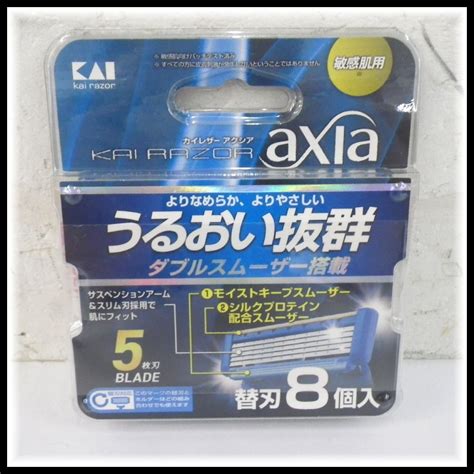 KAI
kai razor
敏感肌用
カイレザー アクシア
KAI RAZOR axia
よりなめらか、よりやさしい
うるおい抜群
ダブルスムーザー搭載
サスペンションアーム
&スリム刃採用で
肌にフィット
①モイストキープスムーザー
②シルクプロテイン
配合スムーザー
5枚刃
BLADE
替刃8個入